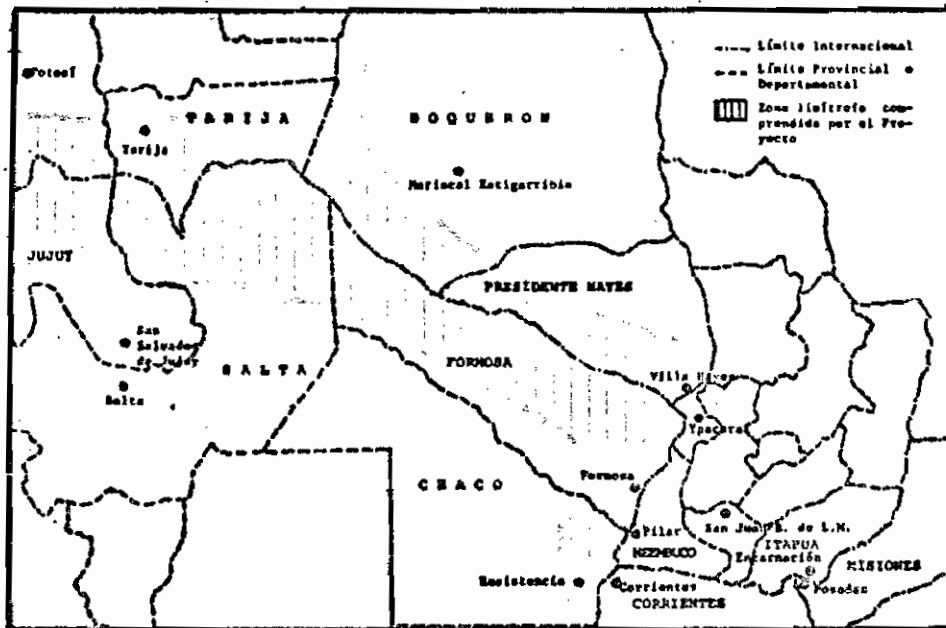 Límite Internacional
Límite Provincial
Departamental
Zona limítrofe com-
prendida por el Pro-
yecto
Potosí
TARIJA
Tarija
BOQUERON
Mariscal Estigarribia
JUJUY
PRESIDENTE HAYES
San
Salvador
de Jujuy
SALTA
Salta
FORMOSA
Villa Hayes
Ypacaraí
CHACO
Formosa
Pilar
San Juan B. de L.M.
ÑEEMBUCO
ITAPUA
Encarnación
MISIONES
Resistencia
Corrientes
Posadas
CORRIENTES